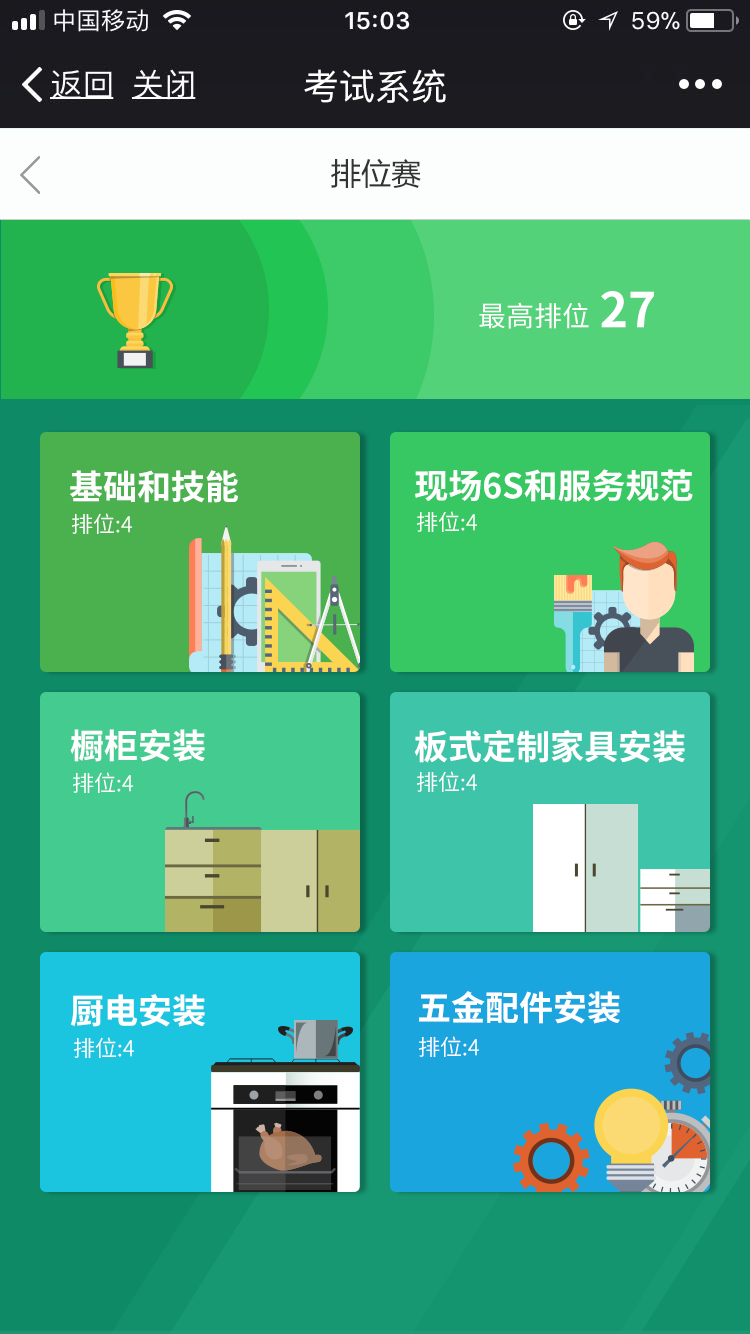 中国移动 15:03 59%
返回 关闭 考试系统
排位赛
最高排位 27
基础和技能
排位:4
现场6S和服务规范
排位:4
橱柜安装
排位:4
板式定制家具安装
排位:4
厨电安装
排位:4
五金配件安装
排位:4